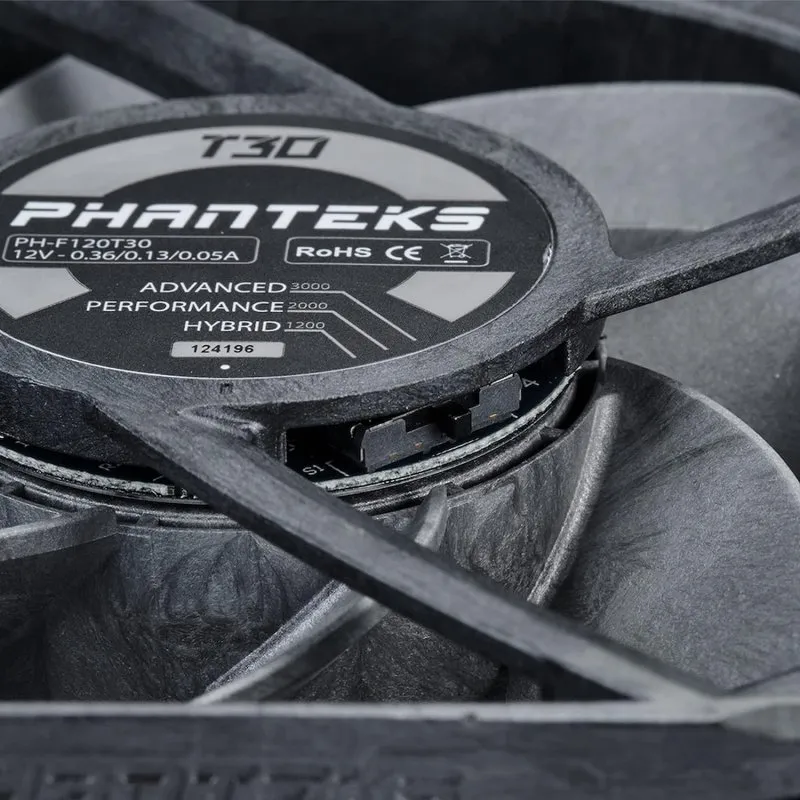 T30
PHANTEKS
PH-F120T30
12V - 0.36/0.13/0.05A
RoHS CE
ADVANCED 3000
PERFORMANCE 2000
HYBRID 1200
124196
S1